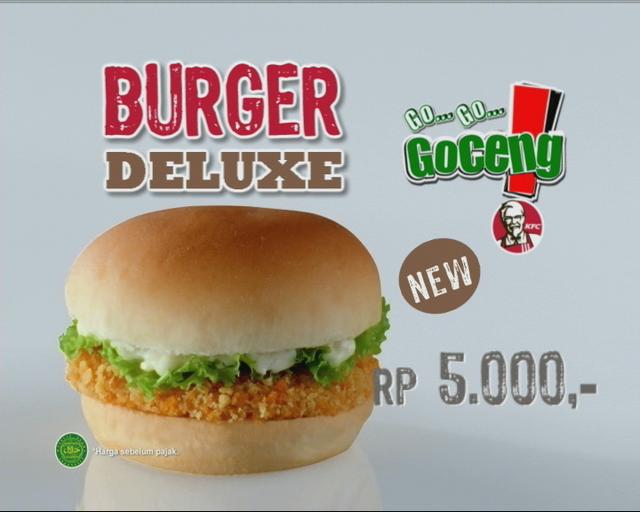 BURGER
DELUXE
GO... GO...
Goceng!
KFC
NEW
RP 5.000,-
*Harga sebelum pajak.